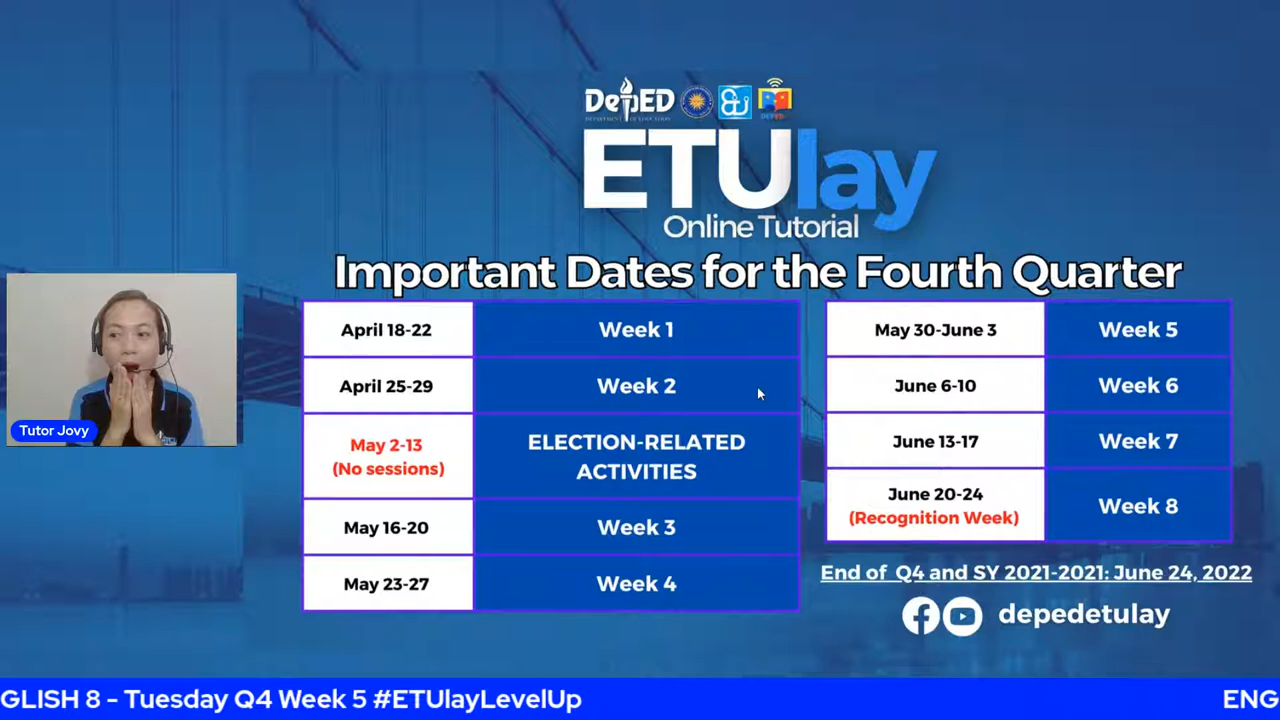 DepED
DEPARTMENT OF EDUCATION
ETUlay
Online Tutorial
Important Dates for the Fourth Quarter
April 18-22 Week 1
April 25-29 Week 2
May 2-13
(No sessions)
ELECTION-RELATED
ACTIVITIES
May 16-20 Week 3
May 23-27 Week 4
May 30-June 3 Week 5
June 6-10 Week 6
June 13-17 Week 7
June 20-24
(Recognition Week)
Week 8
End of Q4 and SY 2021-2021: June 24, 2022
depedetulay
Tutor Jovy
GLISH 8 - Tuesday Q4 Week 5 #ETUlayLevelUp
ENG